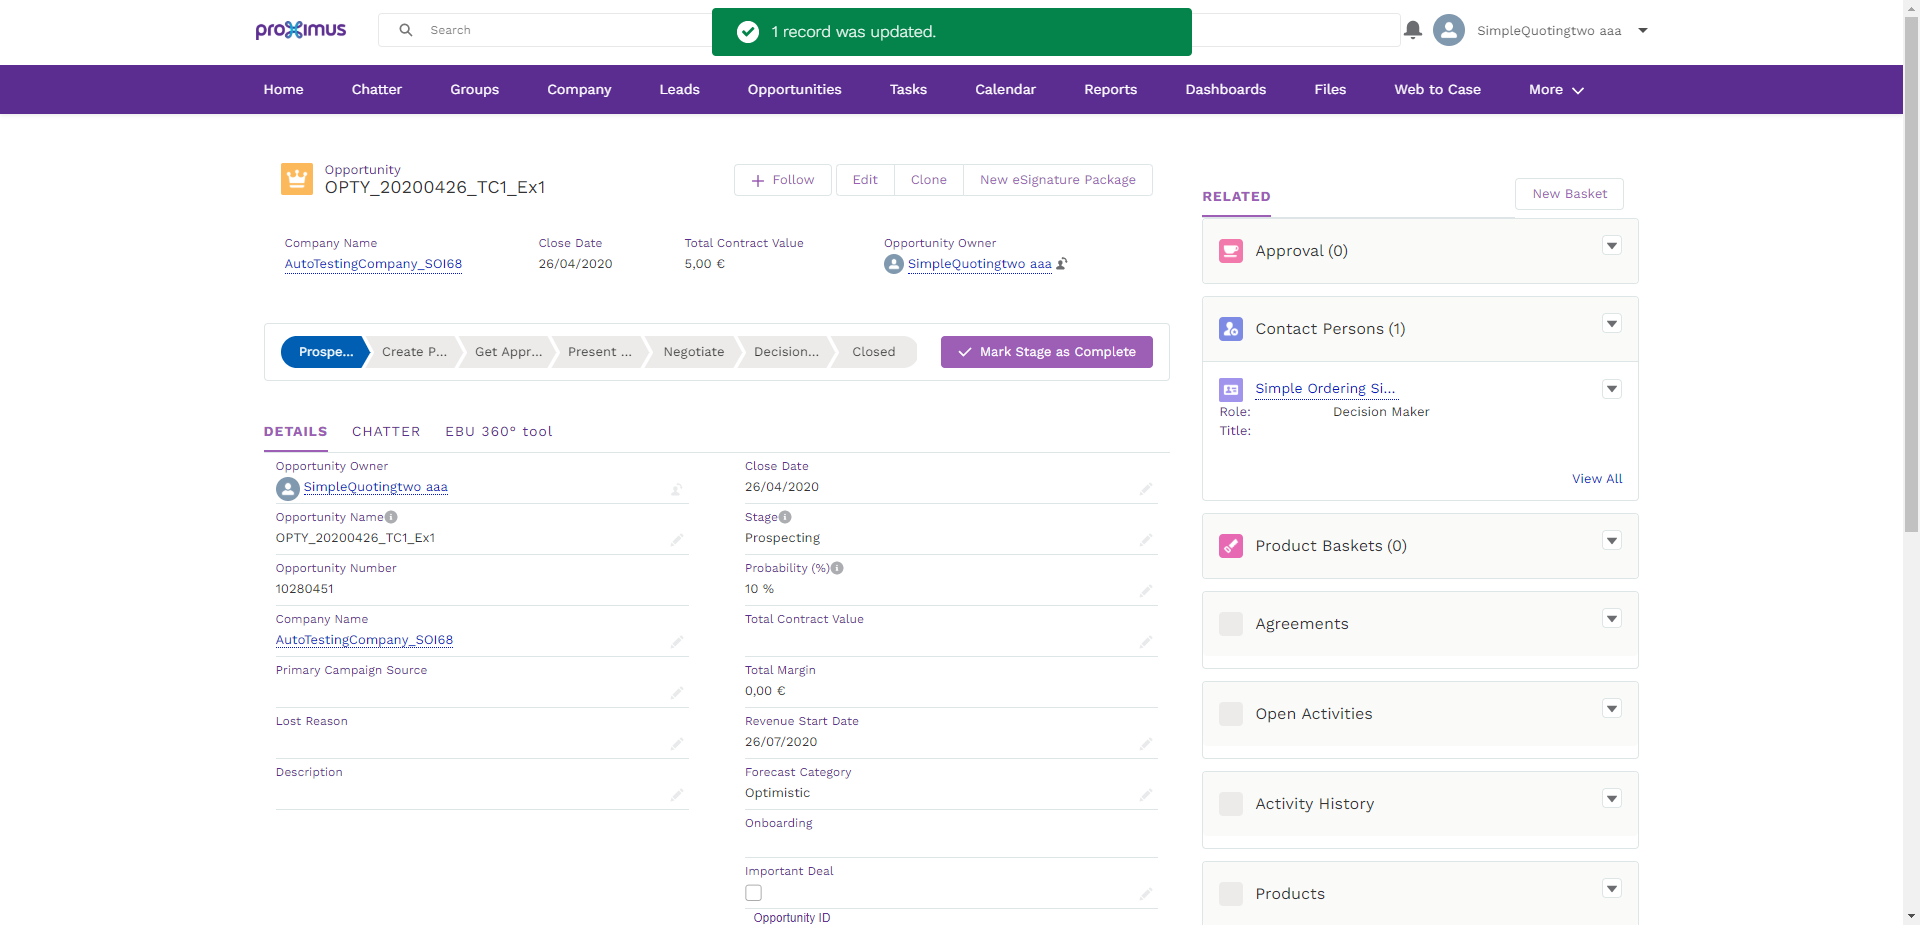 proximus
Search
1 record was updated.
SimpleQuotingtwo aaa
Home Chatter Groups Company Leads Opportunities Tasks Calendar Reports Dashboards Files Web to Case More
Opportunity
OPTY_20200426_TC1_Ex1
Follow Edit Clone New eSignature Package
Company Name Close Date Total Contract Value Opportunity Owner
AutoTestingCompany_SOI68 26/04/2020 5,00 € SimpleQuotingtwo aaa
Prospe... Create P... Get Appr... Present ... Negotiate Decision... Closed
Mark Stage as Complete
DETAILS CHATTER EBU 360° tool
Opportunity Owner
SimpleQuotingtwo aaa
Opportunity Name
OPTY_20200426_TC1_Ex1
Opportunity Number
10280451
Company Name
AutoTestingCompany_SOI68
Primary Campaign Source
Lost Reason
Description
Close Date
26/04/2020
Stage
Prospecting
Probability (%)
10 %
Total Contract Value
Total Margin
0,00 €
Revenue Start Date
26/07/2020
Forecast Category
Optimistic
Onboarding
Important Deal
Opportunity ID
RELATED
New Basket
Approval (0)
Contact Persons (1)
Simple Ordering Si...
Role: Decision Maker
Title:
View All
Product Baskets (0)
Agreements
Open Activities
Activity History
Products